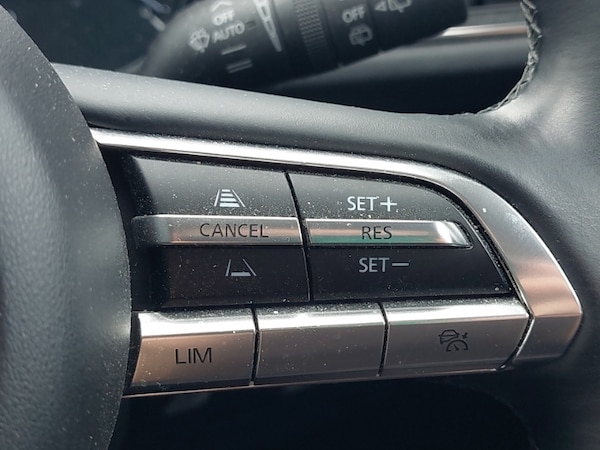 OFF
AUTO
OFF
CANCEL
SET+
RES
SET−
LIM